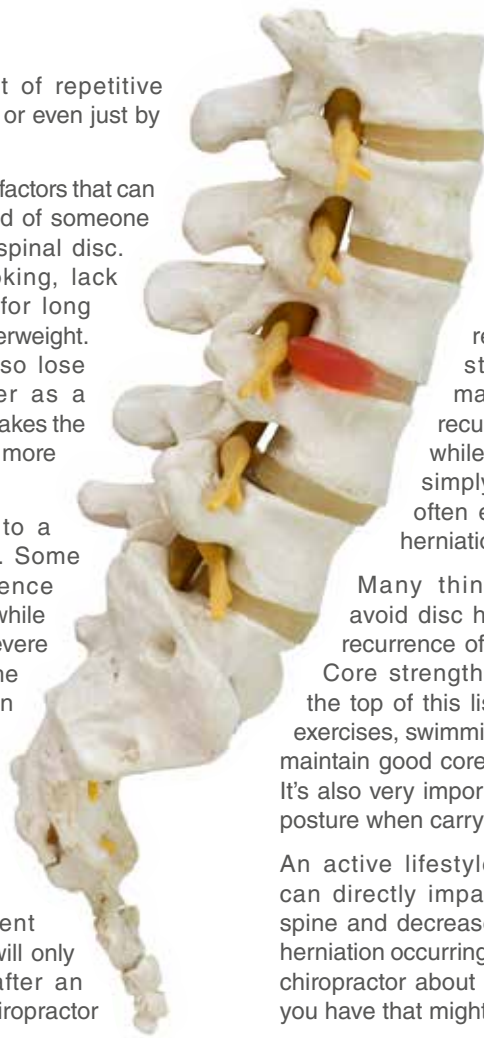 t of repetitive
or even just by
factors that can
d of someone
spinal disc.
oking, lack
for long
erweight.
so lose
er as a
akes the
more
to a
. Some
ence
while
evere
ne
n
ent
will only
after an
iropractor
re
st
ma
recu
while
simply
often e
herniatio
Many thin
avoid disc h
recurrence of
Core strength
the top of this lis
exercises, swimmi
maintain good core
It's also very impor
posture when carry
An active lifestyle
can directly impa
spine and decrease
herniation occurring
chiropractor about
you have that might